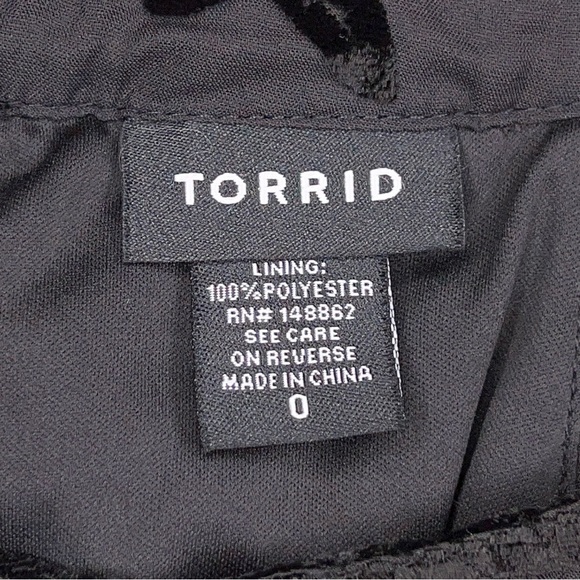 TORRID
LINING:
100%POLYESTER
RN# 148862
SEE CARE
ON REVERSE
MADE IN CHINA
0